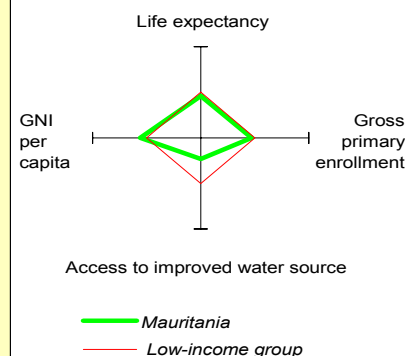 Life expectancy
GNI
per
capita
Gross
primary
enrollment
Access to improved water source
Mauritania
Low-income group